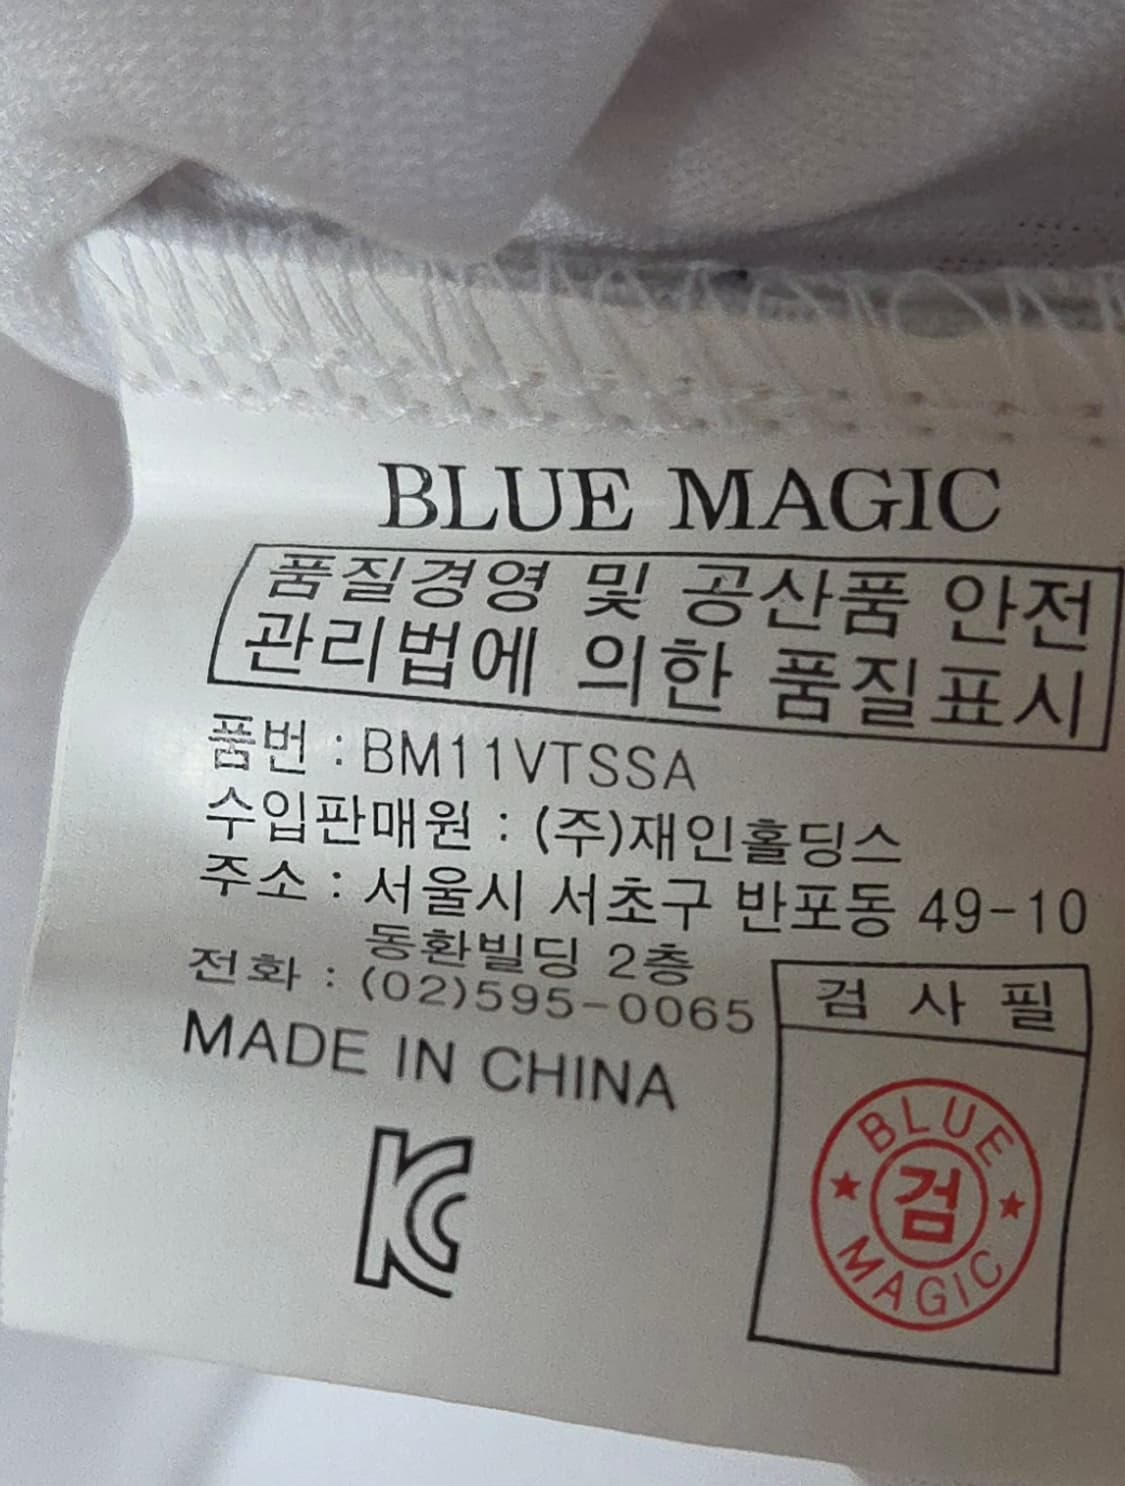 BLUE MAGIC
품질경영 및 공산품 안전
관리법에 의한 품질표시
품번 : BM11VTSSA
수입판매원 : (주)재인홀딩스
주소 : 서울시 서초구 반포동 49-10
동환빌딩 2층
전화 : (02)595-0065
MADE IN CHINA
KC
검 사 필
BLUE
검
MAGIC